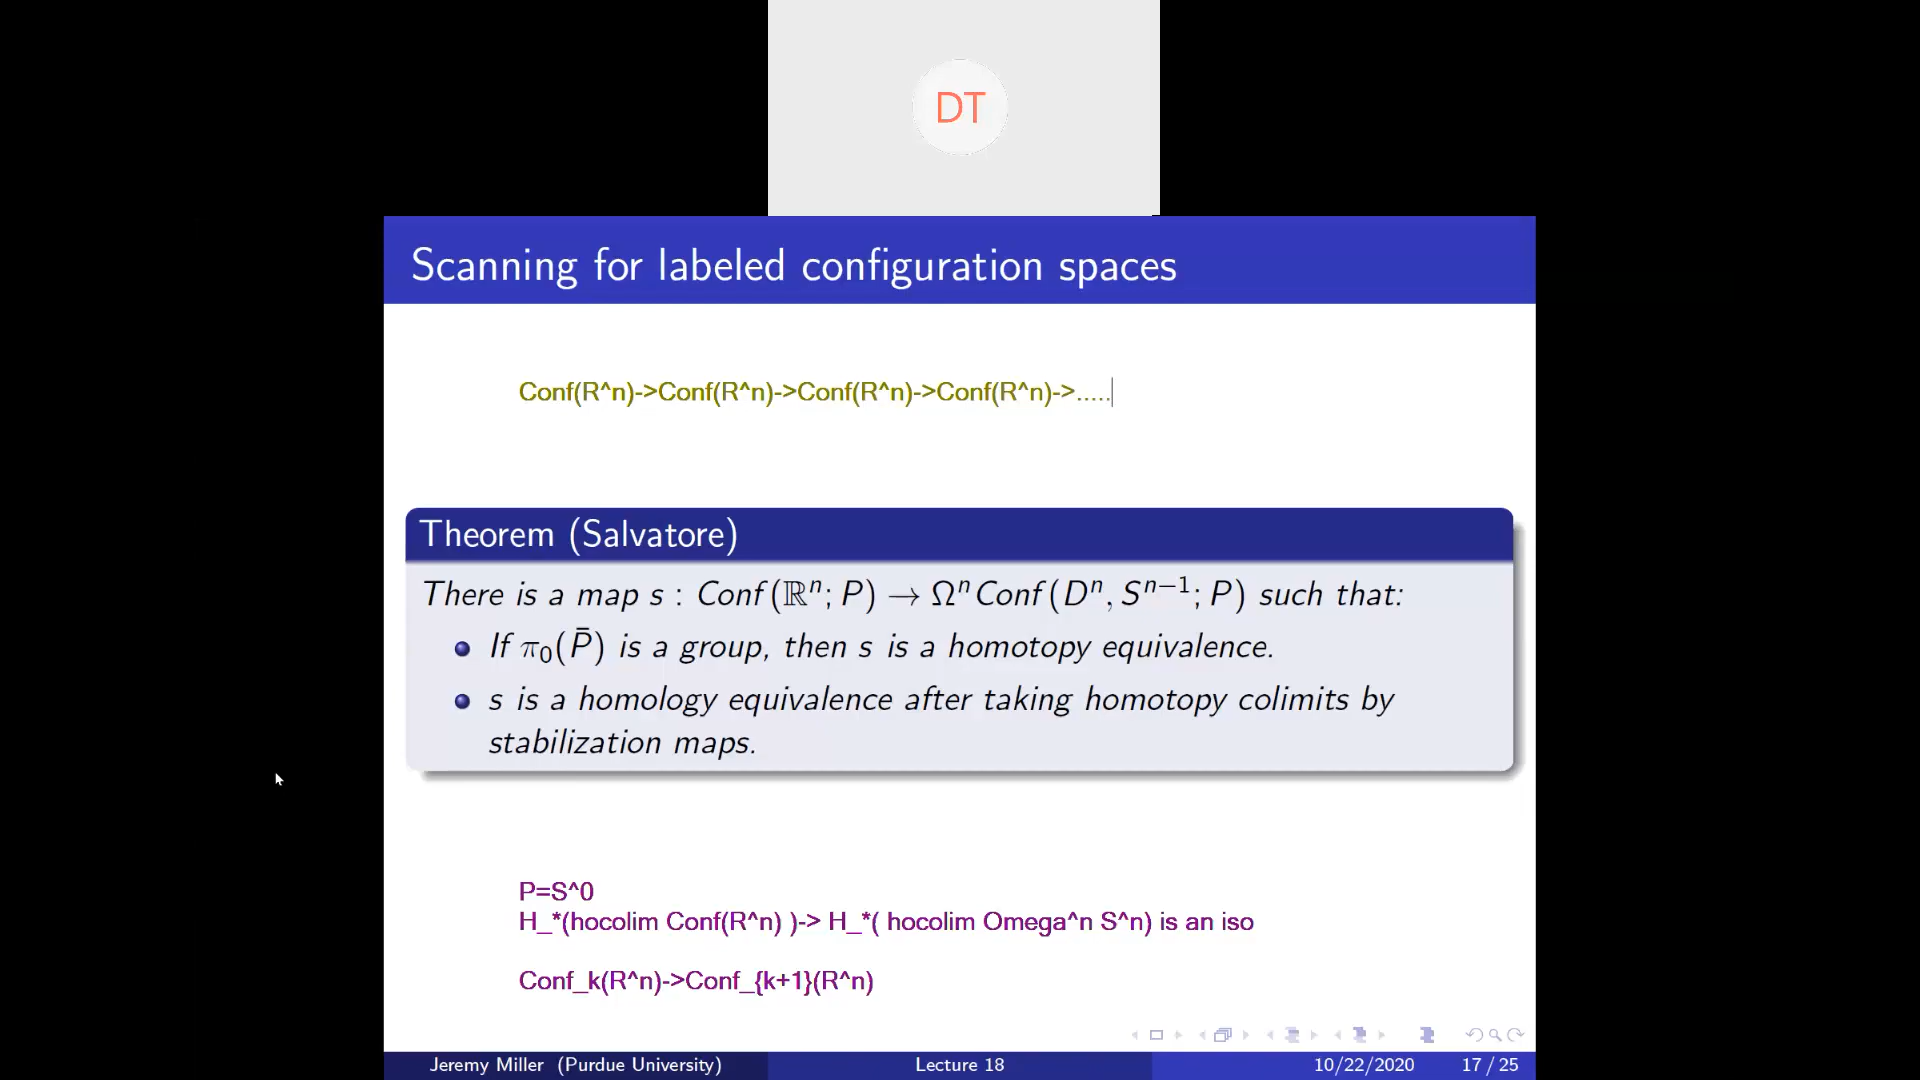 DT
Scanning for labeled configuration spaces
Conf(R^n)->Conf(R^n)->Conf(R^n)->Conf(R^n)->.....
Theorem (Salvatore)
There is a map s : Conf(ℝⁿ; P) → ΩⁿConf(Dⁿ, Sⁿ⁻¹; P) such that:
If π₀(P̄) is a group, then s is a homotopy equivalence.
s is a homology equivalence after taking homotopy colimits by
stabilization maps.
P=S^0
H_*(hocolim Conf(R^n) )-> H_*( hocolim Omega^n S^n) is an iso
Conf_k(R^n)->Conf_{k+1}(R^n)
Jeremy Miller (Purdue University) Lecture 18 10/22/2020 17 / 25